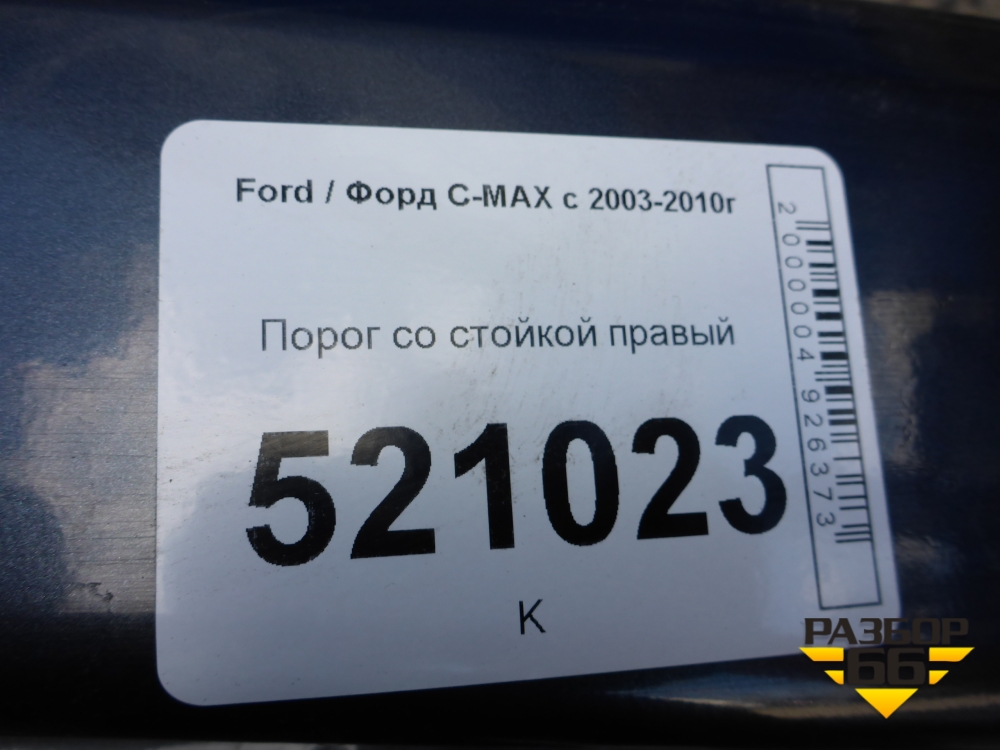 Ford / Форд C-MAX с 2003-2010г
Порог со стойкой правый
521023
К
2000004926373
РАЗБОР
66